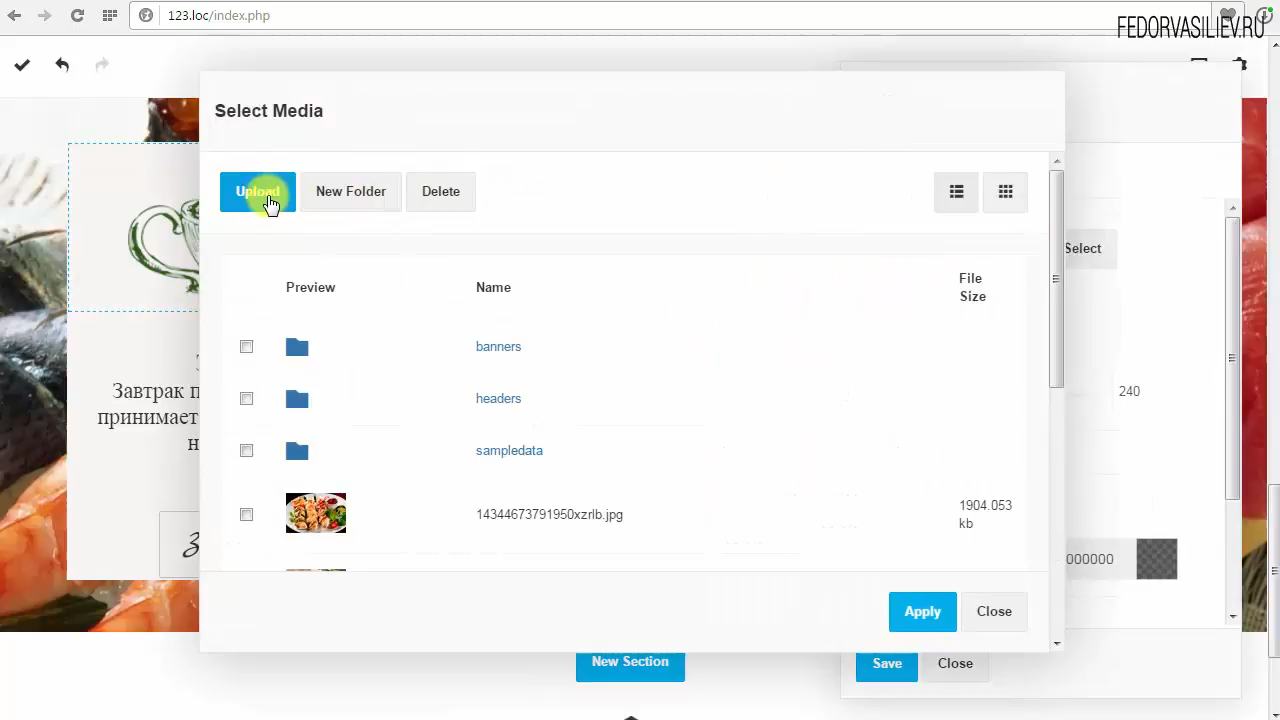 123.loc/index.php
FEDORVASILIEV.RU
Select Media
Upload
New Folder
Delete
Select
Preview
Name
File
Size
banners
headers
sampledata
14344673791950xzrlb.jpg
1904.053
kb
240
000000
Завтрак п
принимает
н
З
Apply
Close
New Section
Save
Close